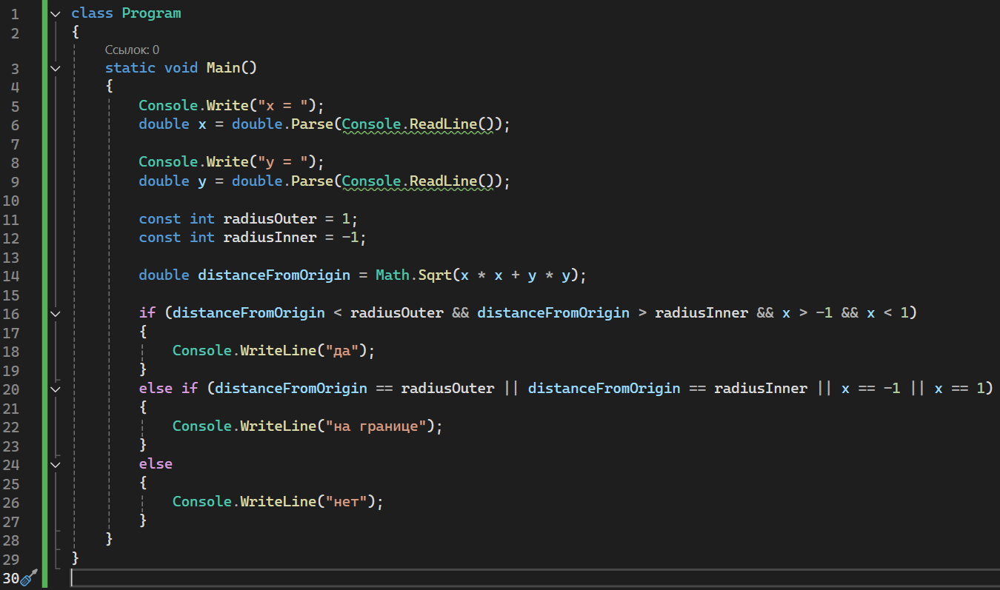 1 class Program
2 {
Ссылок: 0
3 static void Main()
4 {
5 Console.Write("x = ");
6 double x = double.Parse(Console.ReadLine());
7
8 Console.Write("y = ");
9 double y = double.Parse(Console.ReadLine());
10
11 const int radiusOuter = 1;
12 const int radiusInner = -1;
13
14 double distanceFromOrigin = Math.Sqrt(x * x + y * y);
15
16 if (distanceFromOrigin < radiusOuter && distanceFromOrigin > radiusInner && x > -1 && x < 1)
17 {
18 Console.WriteLine("да");
19 }
20 else if (distanceFromOrigin == radiusOuter || distanceFromOrigin == radiusInner || x == -1 || x == 1)
21 {
22 Console.WriteLine("на границе");
23 }
24 else
25 {
26 Console.WriteLine("нет");
27 }
28 }
29 }
30